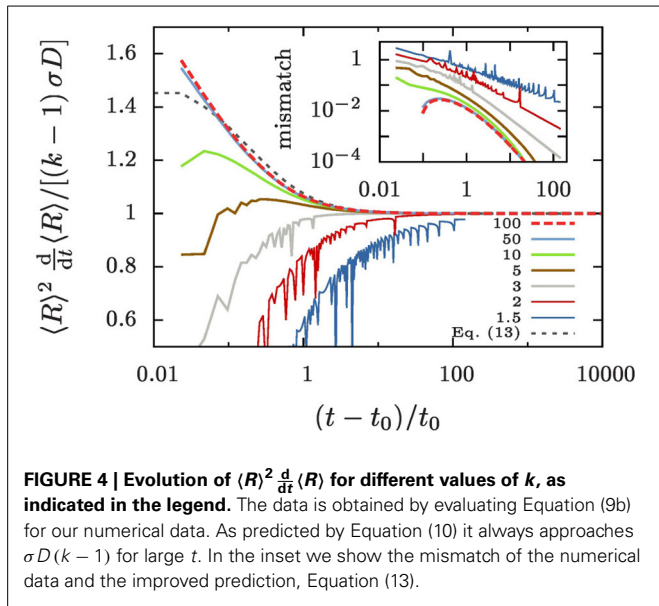 1.6
1.4
1.2
1
0.8
0.6
⟨R⟩² d/dt ⟨R⟩/[(k − 1) σD]
0.01
1
100
10000
(t − t₀)/t₀
mismatch
1
10⁻²
10⁻⁴
0.01
1
100
100
50
10
5
3
2
1.5
Eq. (13)
FIGURE 4 | Evolution of ⟨R⟩² d/dt ⟨R⟩ for different values of k, as
indicated in the legend. The data is obtained by evaluating Equation (9b)
for our numerical data. As predicted by Equation (10) it always approaches
σD(k − 1) for large t. In the inset we show the mismatch of the numerical
data and the improved prediction, Equation (13).